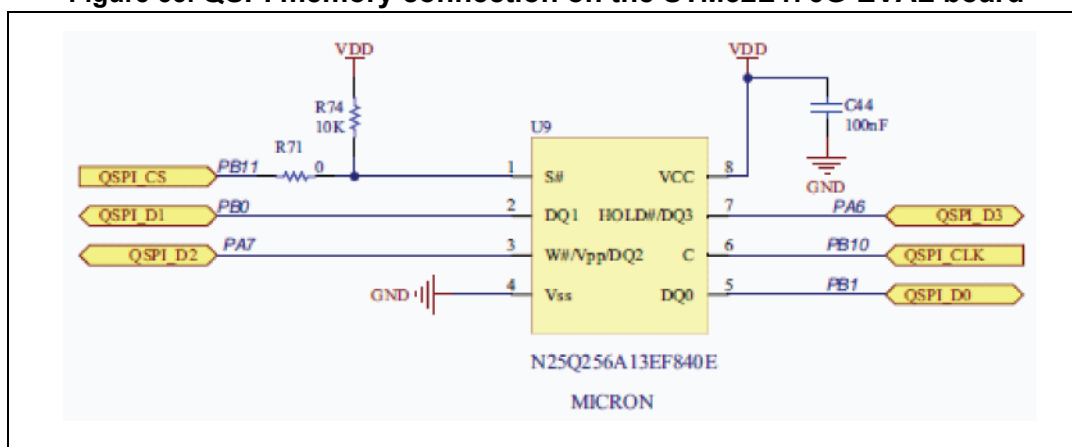 VDD
VDD
R74
10K
C44
100nF
U9
R71
QSPI_CS
PB11
0
1
S#
VCC
8
GND
QSPI_D1
PB0
2
DQ1
HOLD#/DQ3
7
PA6
QSPI_D3
QSPI_D2
PA7
3
W#/Vpp/DQ2
C
6
PB10
QSPI_CLK
GND
4
Vss
DQ0
5
PB1
QSPI_D0
N25Q256A13EF840E
MICRON